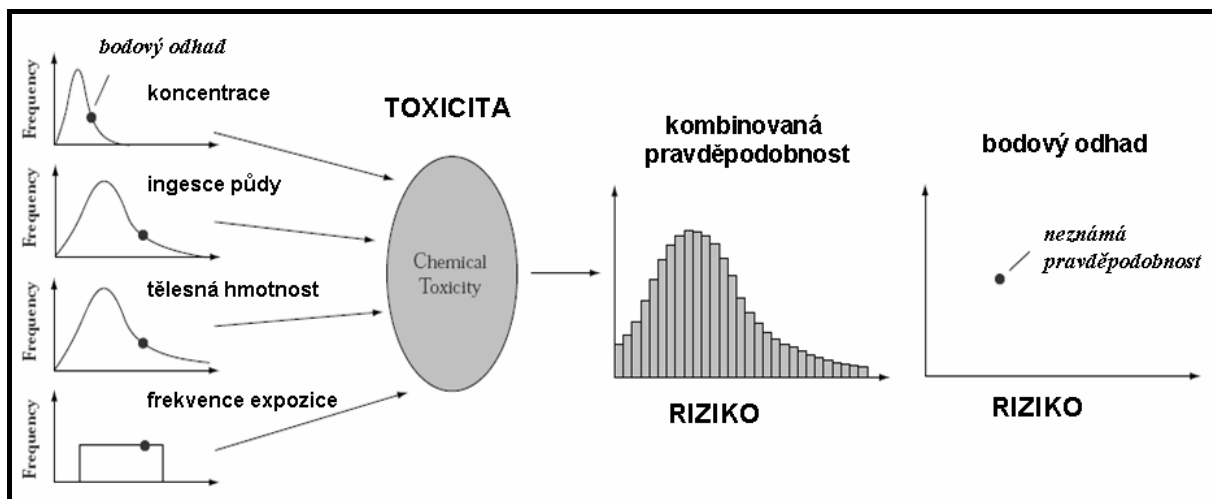 bodový odhad
Frequency
koncentrace
Frequency
ingesce půdy
Frequency
tělesná hmotnost
Frequency
frekvence expozice
TOXICITA
Chemical
Toxicity
kombinovaná
pravděpodobnost
RIZIKO
bodový odhad
neznámá
pravděpodobnost
RIZIKO